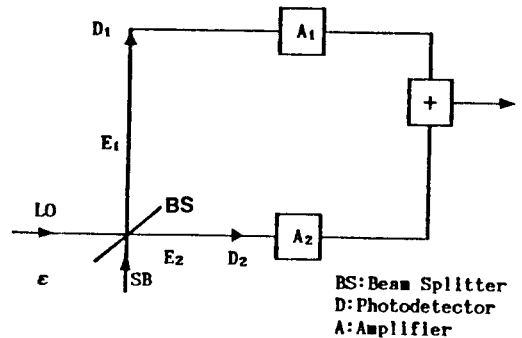 D₁
A₁
+
E₁
LO
BS
ε
SB
E₂
D₂
A₂
BS:Beam Splitter
D:Photodetector
A:Amplifier